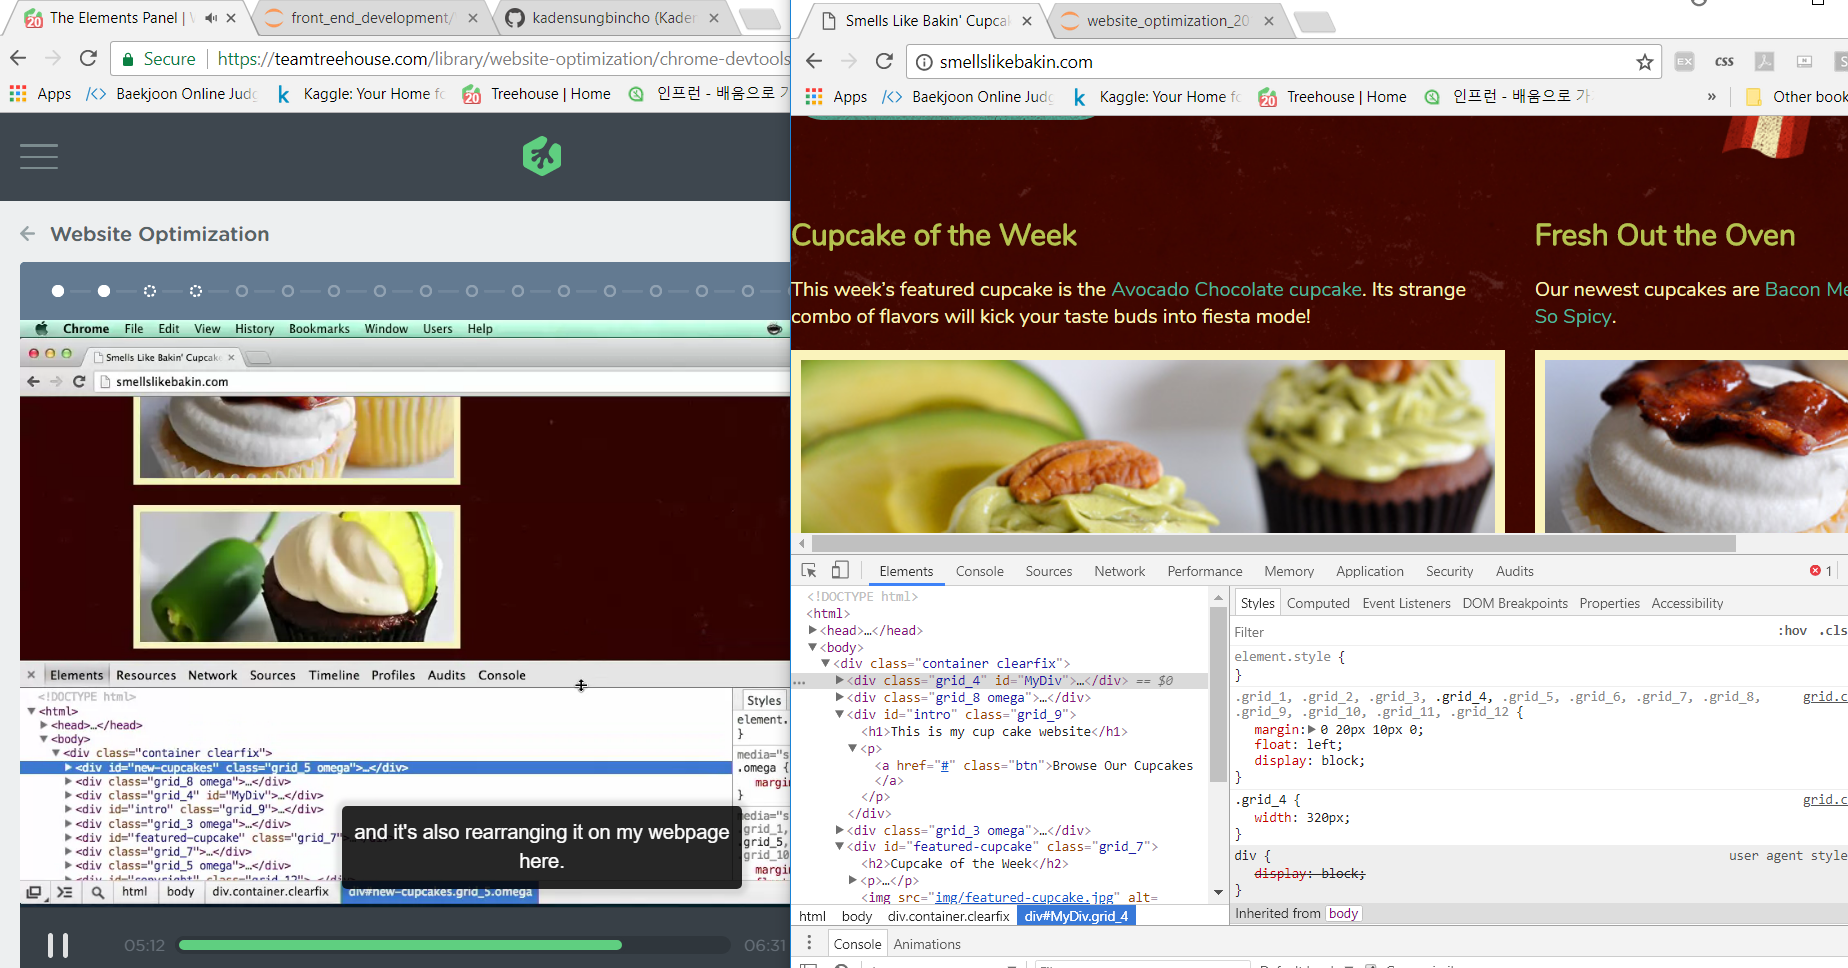 The Elements Panel |
front_end_development/
kadensungbincho (Kader
Secure
https://teamtreehouse.com/library/website-optimization/chrome-devtools
Apps
Baekjoon Online Judg
Kaggle: Your Home fo
Treehouse | Home
인프런 - 배움으로 가
Website Optimization
Chrome File Edit View History Bookmarks Window Users Help
Smells Like Bakin' Cupcake
smellslikebakin.com
Elements Resources Network Sources Timeline Profiles Audits Console
<!DOCTYPE html>
<html>
<head>…</head>
<body>
<div class="container clearfix">
<div id="new-cupcakes" class="grid_5 omega">…</div>
<div class="grid_8 omega">…</div>
<div class="grid_4" id="MyDiv">…</div>
<div id="intro" class="grid_9">…</div>
<div class="grid_3 omega">…</div>
<div id="featured-cupcake" class="grid_7">
<div class="grid_7">…</div>
<div class="grid_5 omega">…</div>
Styles
element.
}
media="s
.omega {
margin
}
media="s
.grid_1,
.grid_5,
.grid_10
and it's also rearranging it on my webpage
here.
html body div.container.clearfix div#new-cupcakes.grid_5.omega
05:12
06:31
Smells Like Bakin' Cupcak
website_optimization_20
smellslikebakin.com
EX
css
Apps
Baekjoon Online Judg
Kaggle: Your Home fo
Treehouse | Home
인프런 - 배움으로 가
»
Other book
Cupcake of the Week
This week's featured cupcake is the Avocado Chocolate cupcake. Its strange
combo of flavors will kick your taste buds into fiesta mode!
Fresh Out the Oven
Our newest cupcakes are Bacon Me
So Spicy.
Elements Console Sources Network Performance Memory Application Security Audits
1
<!DOCTYPE html>
<html>
<head>…</head>
<body>
<div class="container clearfix">
<div class="grid_4" id="MyDiv">…</div> == $0
<div class="grid_8 omega">…</div>
<div id="intro" class="grid_9">
<h1>This is my cup cake website</h1>
<p>
<a href="#" class="btn">Browse Our Cupcakes
</a>
</p>
</div>
<div class="grid_3 omega">…</div>
<div id="featured-cupcake" class="grid_7">
<h2>Cupcake of the Week</h2>
<p>…</p>
<img src="img/featured-cupcake.jpg" alt=
html body div.container.clearfix div#MyDiv.grid_4
Styles Computed Event Listeners DOM Breakpoints Properties Accessibility
Filter
:hov .cls
element.style {
}
.grid_1, .grid_2, .grid_3, .grid_4, .grid_5, .grid_6, .grid_7, .grid_8,
grid.c
.grid_9, .grid_10, .grid_11, .grid_12 {
margin: 0 20px 10px 0;
float: left;
display: block;
}
.grid_4 {
grid.c
width: 320px;
}
div {
user agent style
display: block;
}
Inherited from body
Console Animations